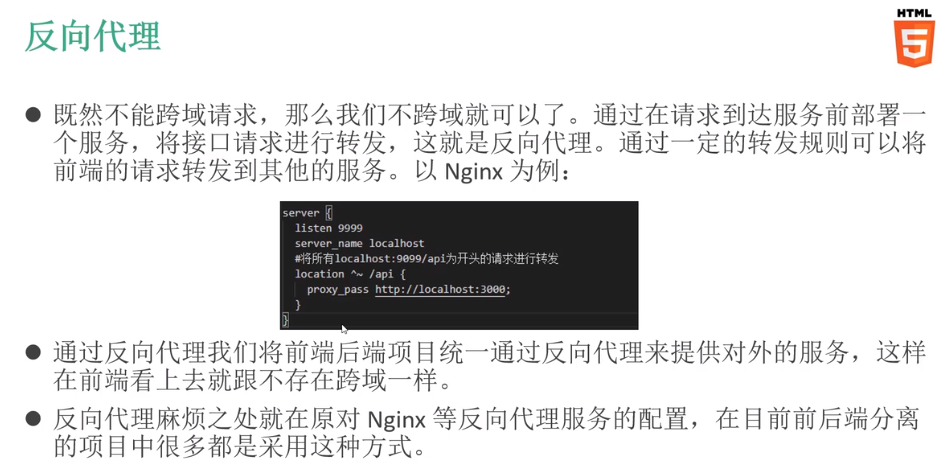 反向代理
HTML
5
● 既然不能跨域请求，那么我们不跨域就可以了。通过在请求到达服务前部署一
个服务，将接口请求进行转发，这就是反向代理。通过一定的转发规则可以将
前端的请求转发到其他的服务。以 Nginx 为例：
server {
listen 9999
server_name localhost
#将所有localhost:9099/api为开头的请求进行转发
location ^~ /api {
proxy_pass http://localhost:3000;
}
}
● 通过反向代理我们将前端后端项目统一通过反向代理来提供对外的服务，这样
在前端看上去就跟不存在跨域一样。
● 反向代理麻烦之处就在原对 Nginx 等反向代理服务的配置，在目前前后端分离
的项目中很多都是采用这种方式。